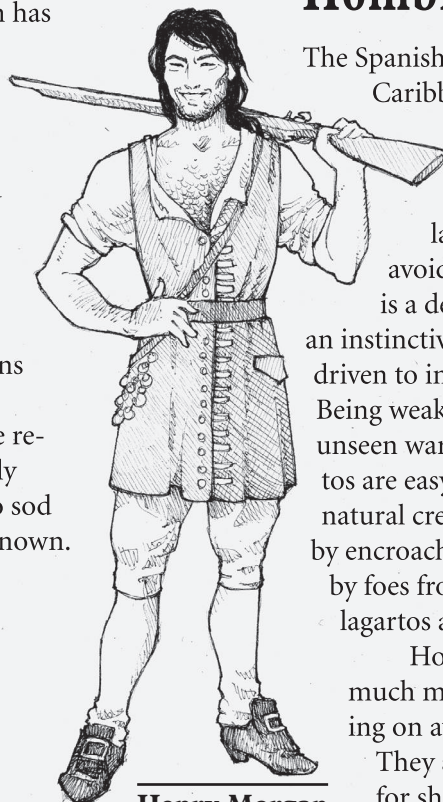 n has
ns
e re-
ly
o sod
nown.
Henry Morgan
The Spanish
Caribb
la
avoid
is a de
an instinctiv
driven to in
Being weak
unseen war
tos are easy
natural cre
by encroach
by foes fro
lagartos a
Ho
much m
ing on a
They a
for sh